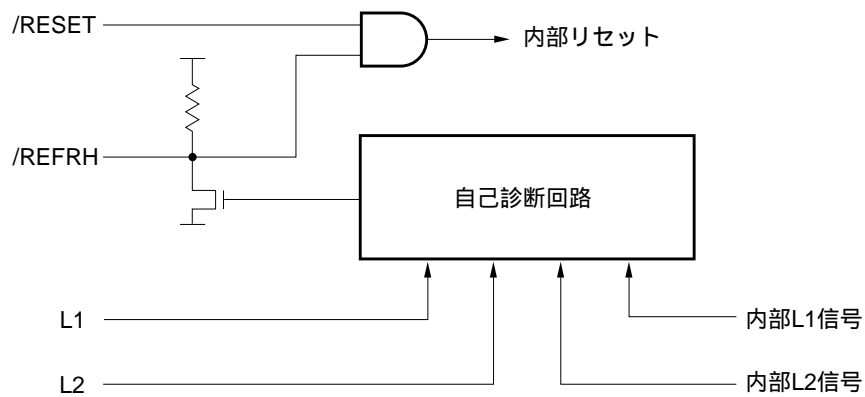 /RESET
内部リセット
/REFRH
自己診断回路
L1
内部L1信号
L2
内部L2信号